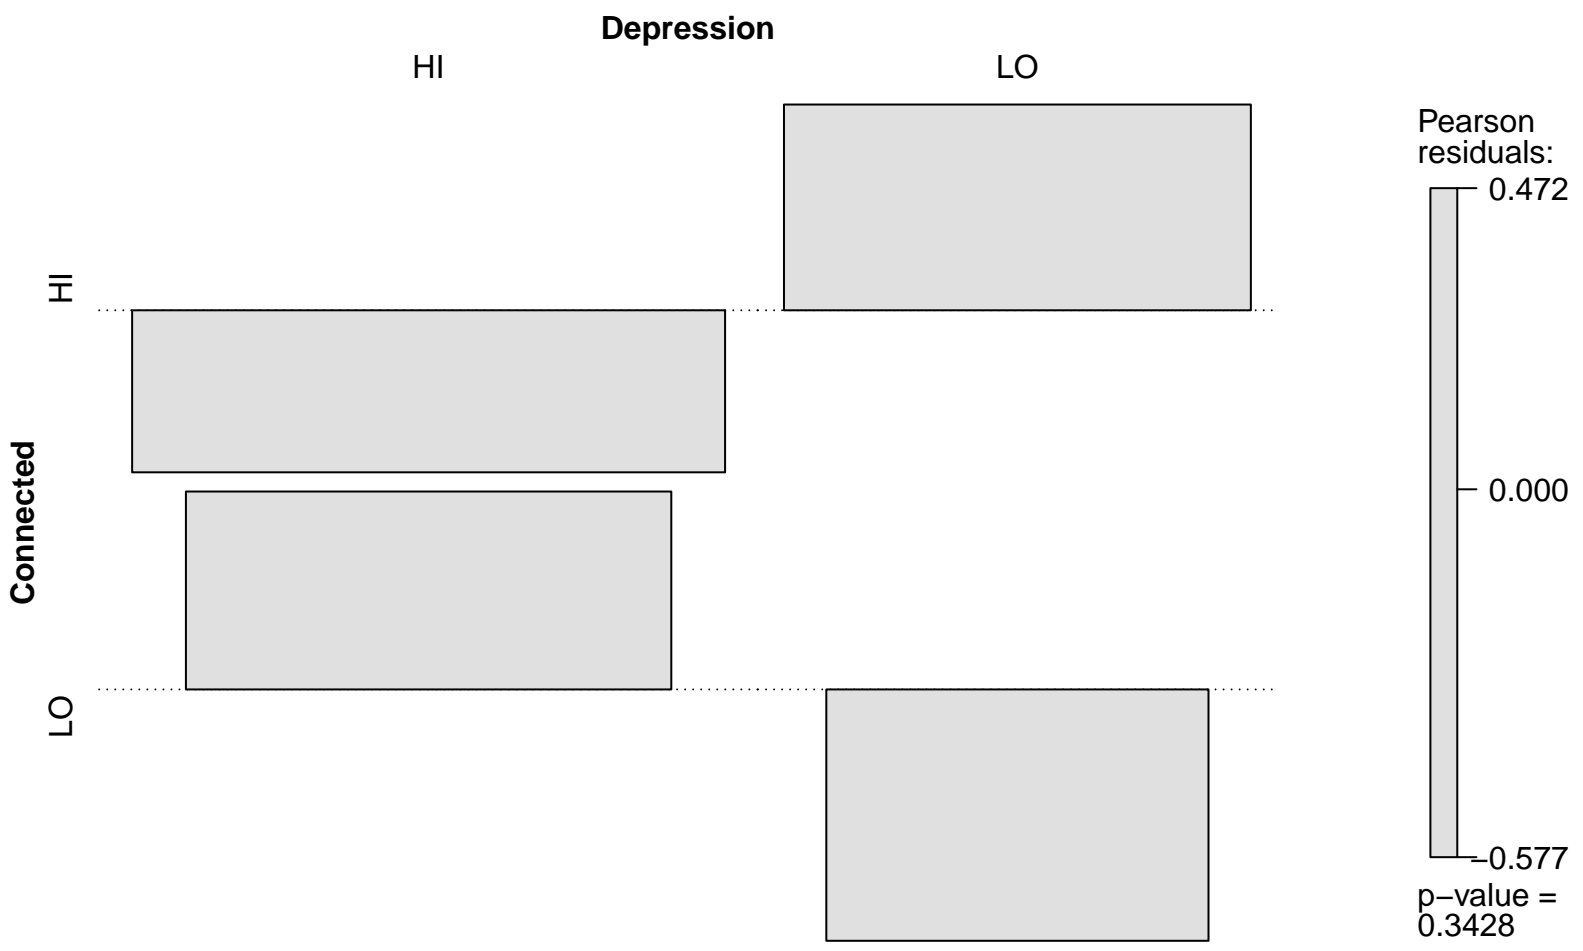 Depression
HI
LO
Connected
HI
LO
Pearson
residuals:
0.472
0.000
−0.577
p−value =
0.3428